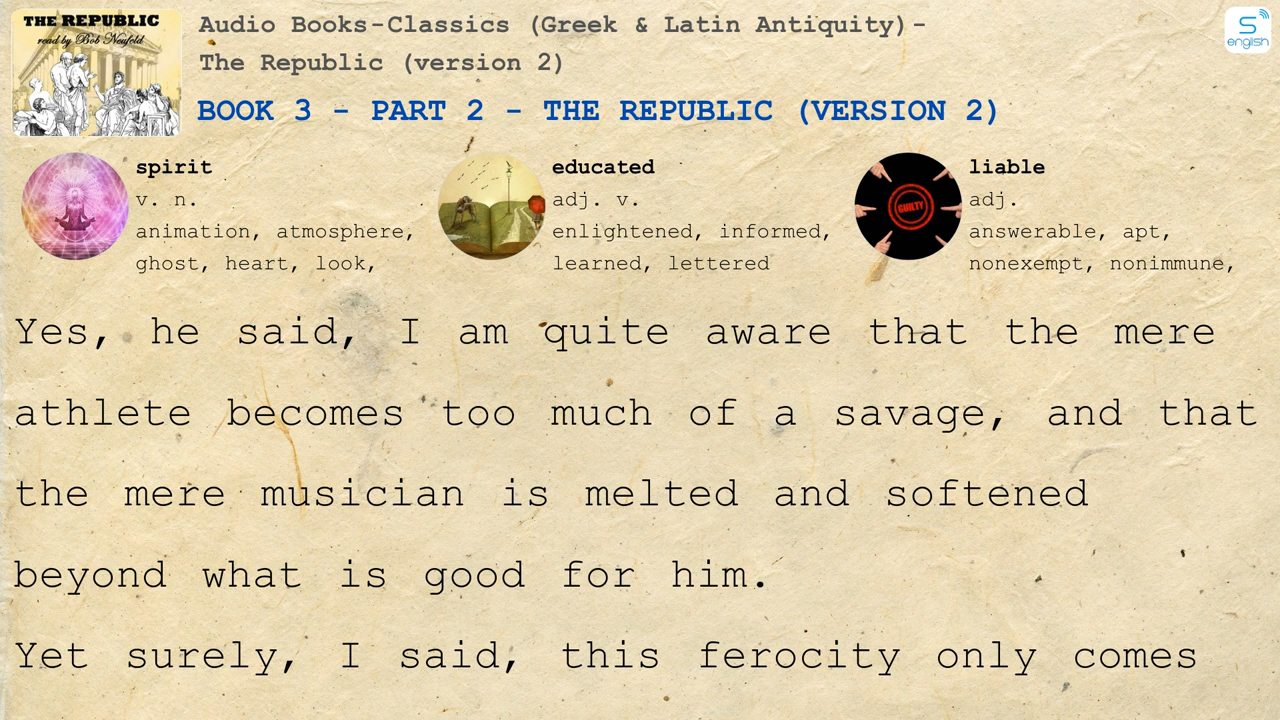 THE REPUBLIC
read by Bob Neufeld
Audio Books-Classics (Greek & Latin Antiquity)-
The Republic (version 2)
S
english
BOOK 3 - PART 2 - THE REPUBLIC (VERSION 2)
spirit
v. n.
animation, atmosphere,
ghost, heart, look,
educated
adj. v.
enlightened, informed,
learned, lettered
GUILTY
liable
adj.
answerable, apt,
nonexempt, nonimmune,
Yes, he said, I am quite aware that the mere
athlete becomes too much of a savage, and that
the mere musician is melted and softened
beyond what is good for him.
Yet surely, I said, this ferocity only comes